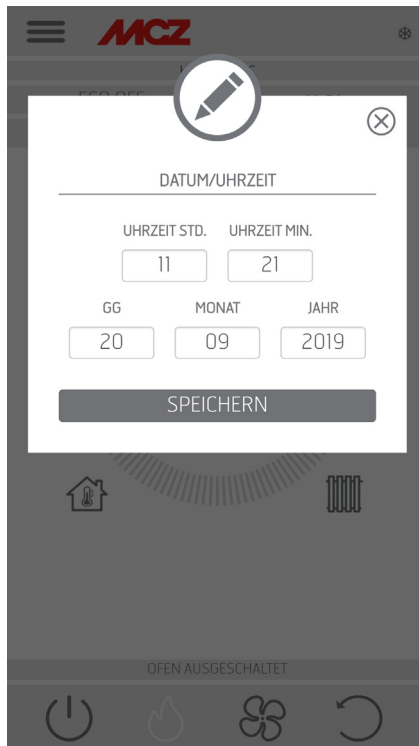 MCZ
DATUM/UHRZEIT
UHRZEIT STD. UHRZEIT MIN.
11 21
GG MONAT JAHR
20 09 2019
SPEICHERN
OFEN AUSGESCHALTET